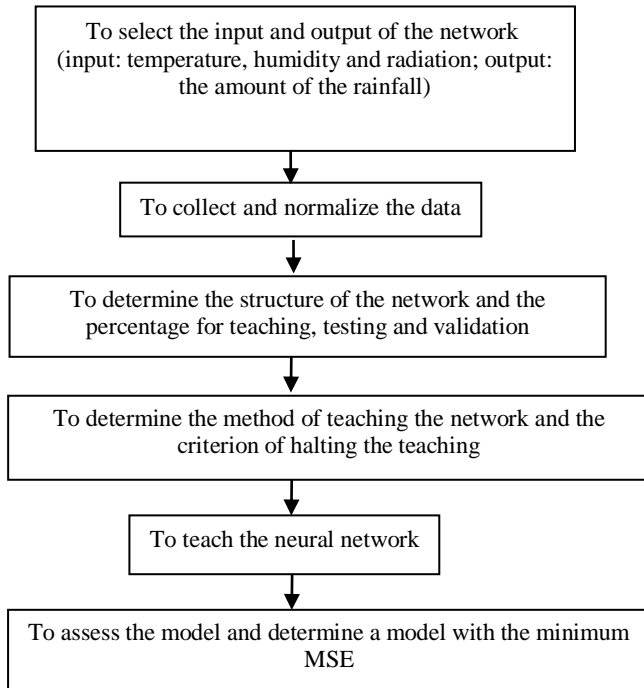 To select the input and output of the network
(input: temperature, humidity and radiation; output:
the amount of the rainfall)
To collect and normalize the data
To determine the structure of the network and the
percentage for teaching, testing and validation
To determine the method of teaching the network and the
criterion of halting the teaching
To teach the neural network
To assess the model and determine a model with the minimum
MSE